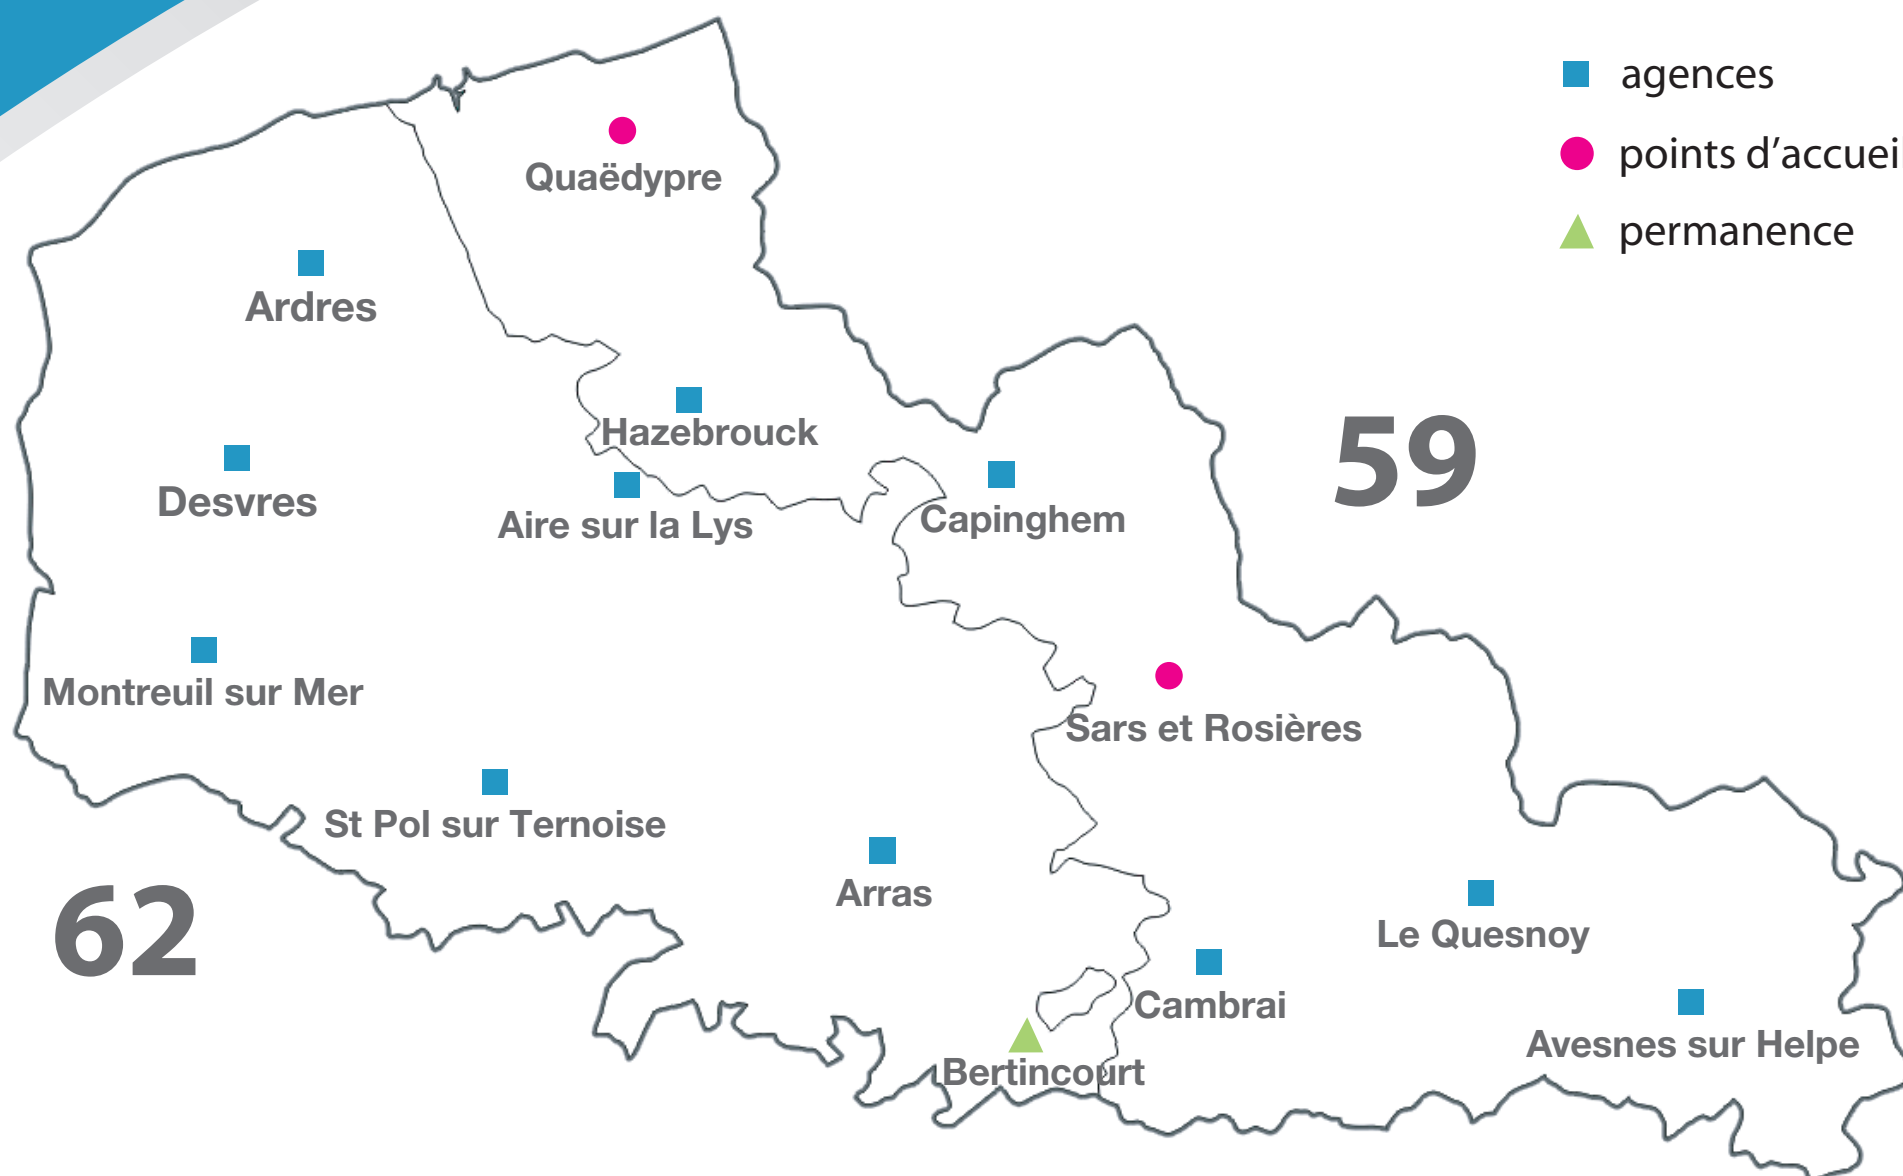 agences
points d’accuei
permanence
Quaëdypre
Ardres
Hazebrouck
59
Desvres
Aire sur la Lys
Capinghem
Montreuil sur Mer
Sars et Rosières
St Pol sur Ternoise
Arras
62
Le Quesnoy
Cambrai
Avesnes sur Helpe
Bertincourt